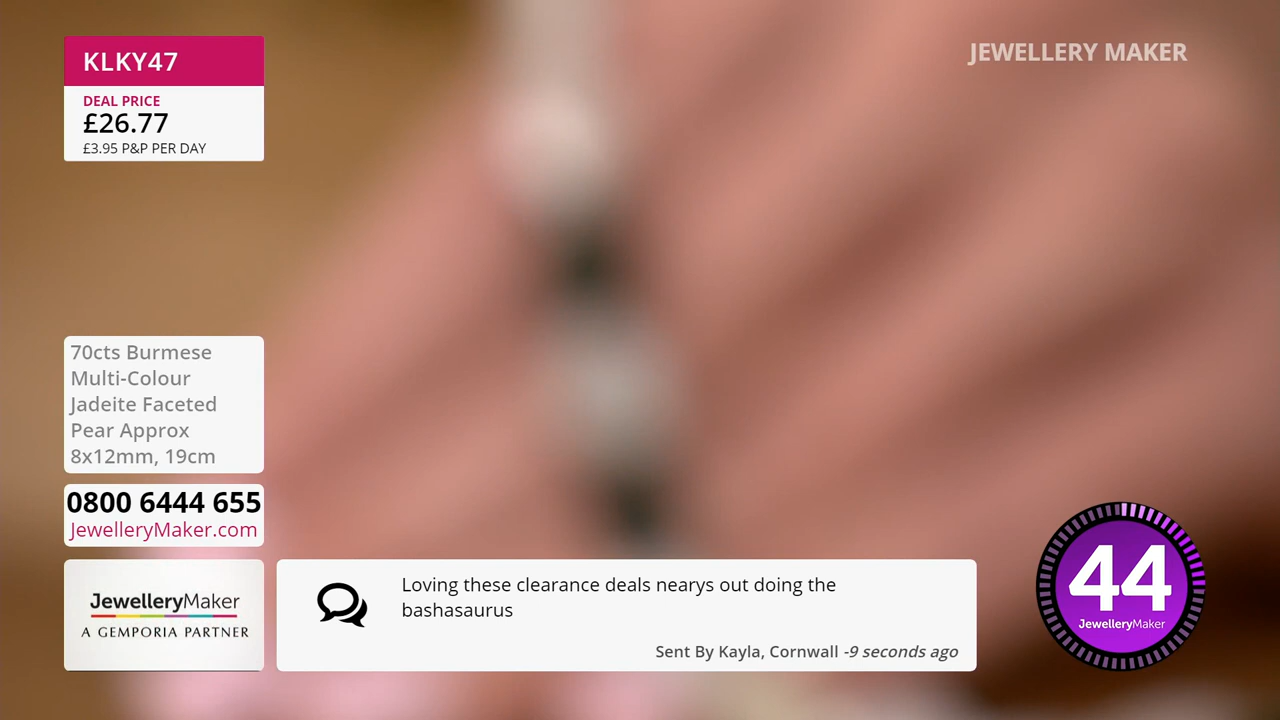 KLKY47
DEAL PRICE
£26.77
£3.95 P&P PER DAY
JEWELLERY MAKER
70cts Burmese
Multi-Colour
Jadeite Faceted
Pear Approx
8x12mm, 19cm
0800 6444 655
JewelleryMaker.com
JewelleryMaker
A GEMPORIA PARTNER
Loving these clearance deals nearys out doing the
bashasaurus
Sent By Kayla, Cornwall -9 seconds ago
44
JewelleryMaker